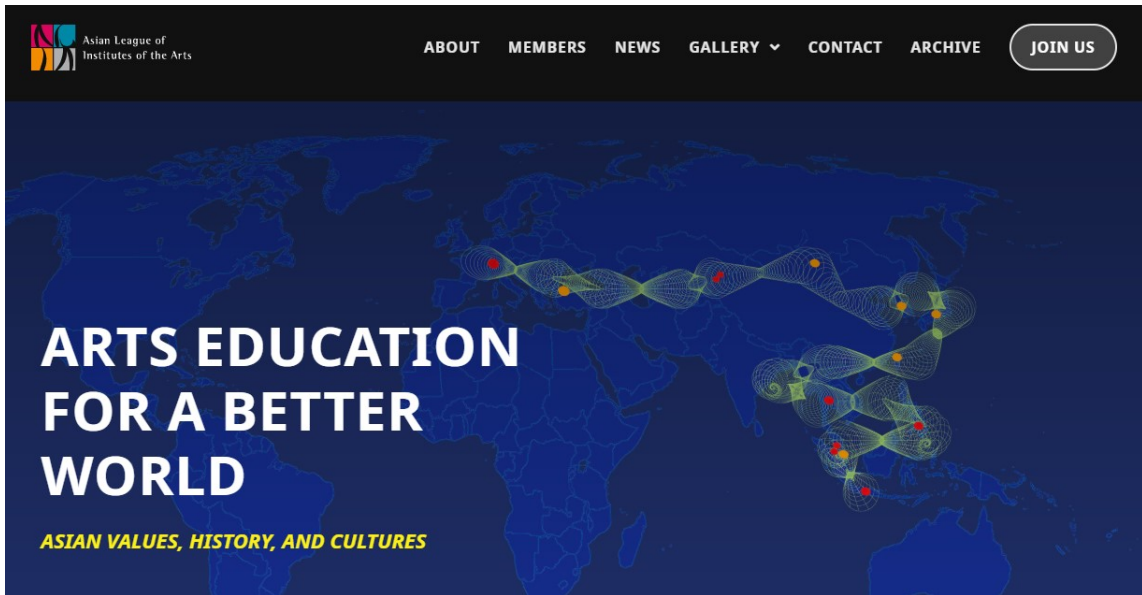 Asian League of
Institutes of the Arts
ABOUT MEMBERS NEWS GALLERY CONTACT ARCHIVE JOIN US
ARTS EDUCATION
FOR A BETTER
WORLD
ASIAN VALUES, HISTORY, AND CULTURES